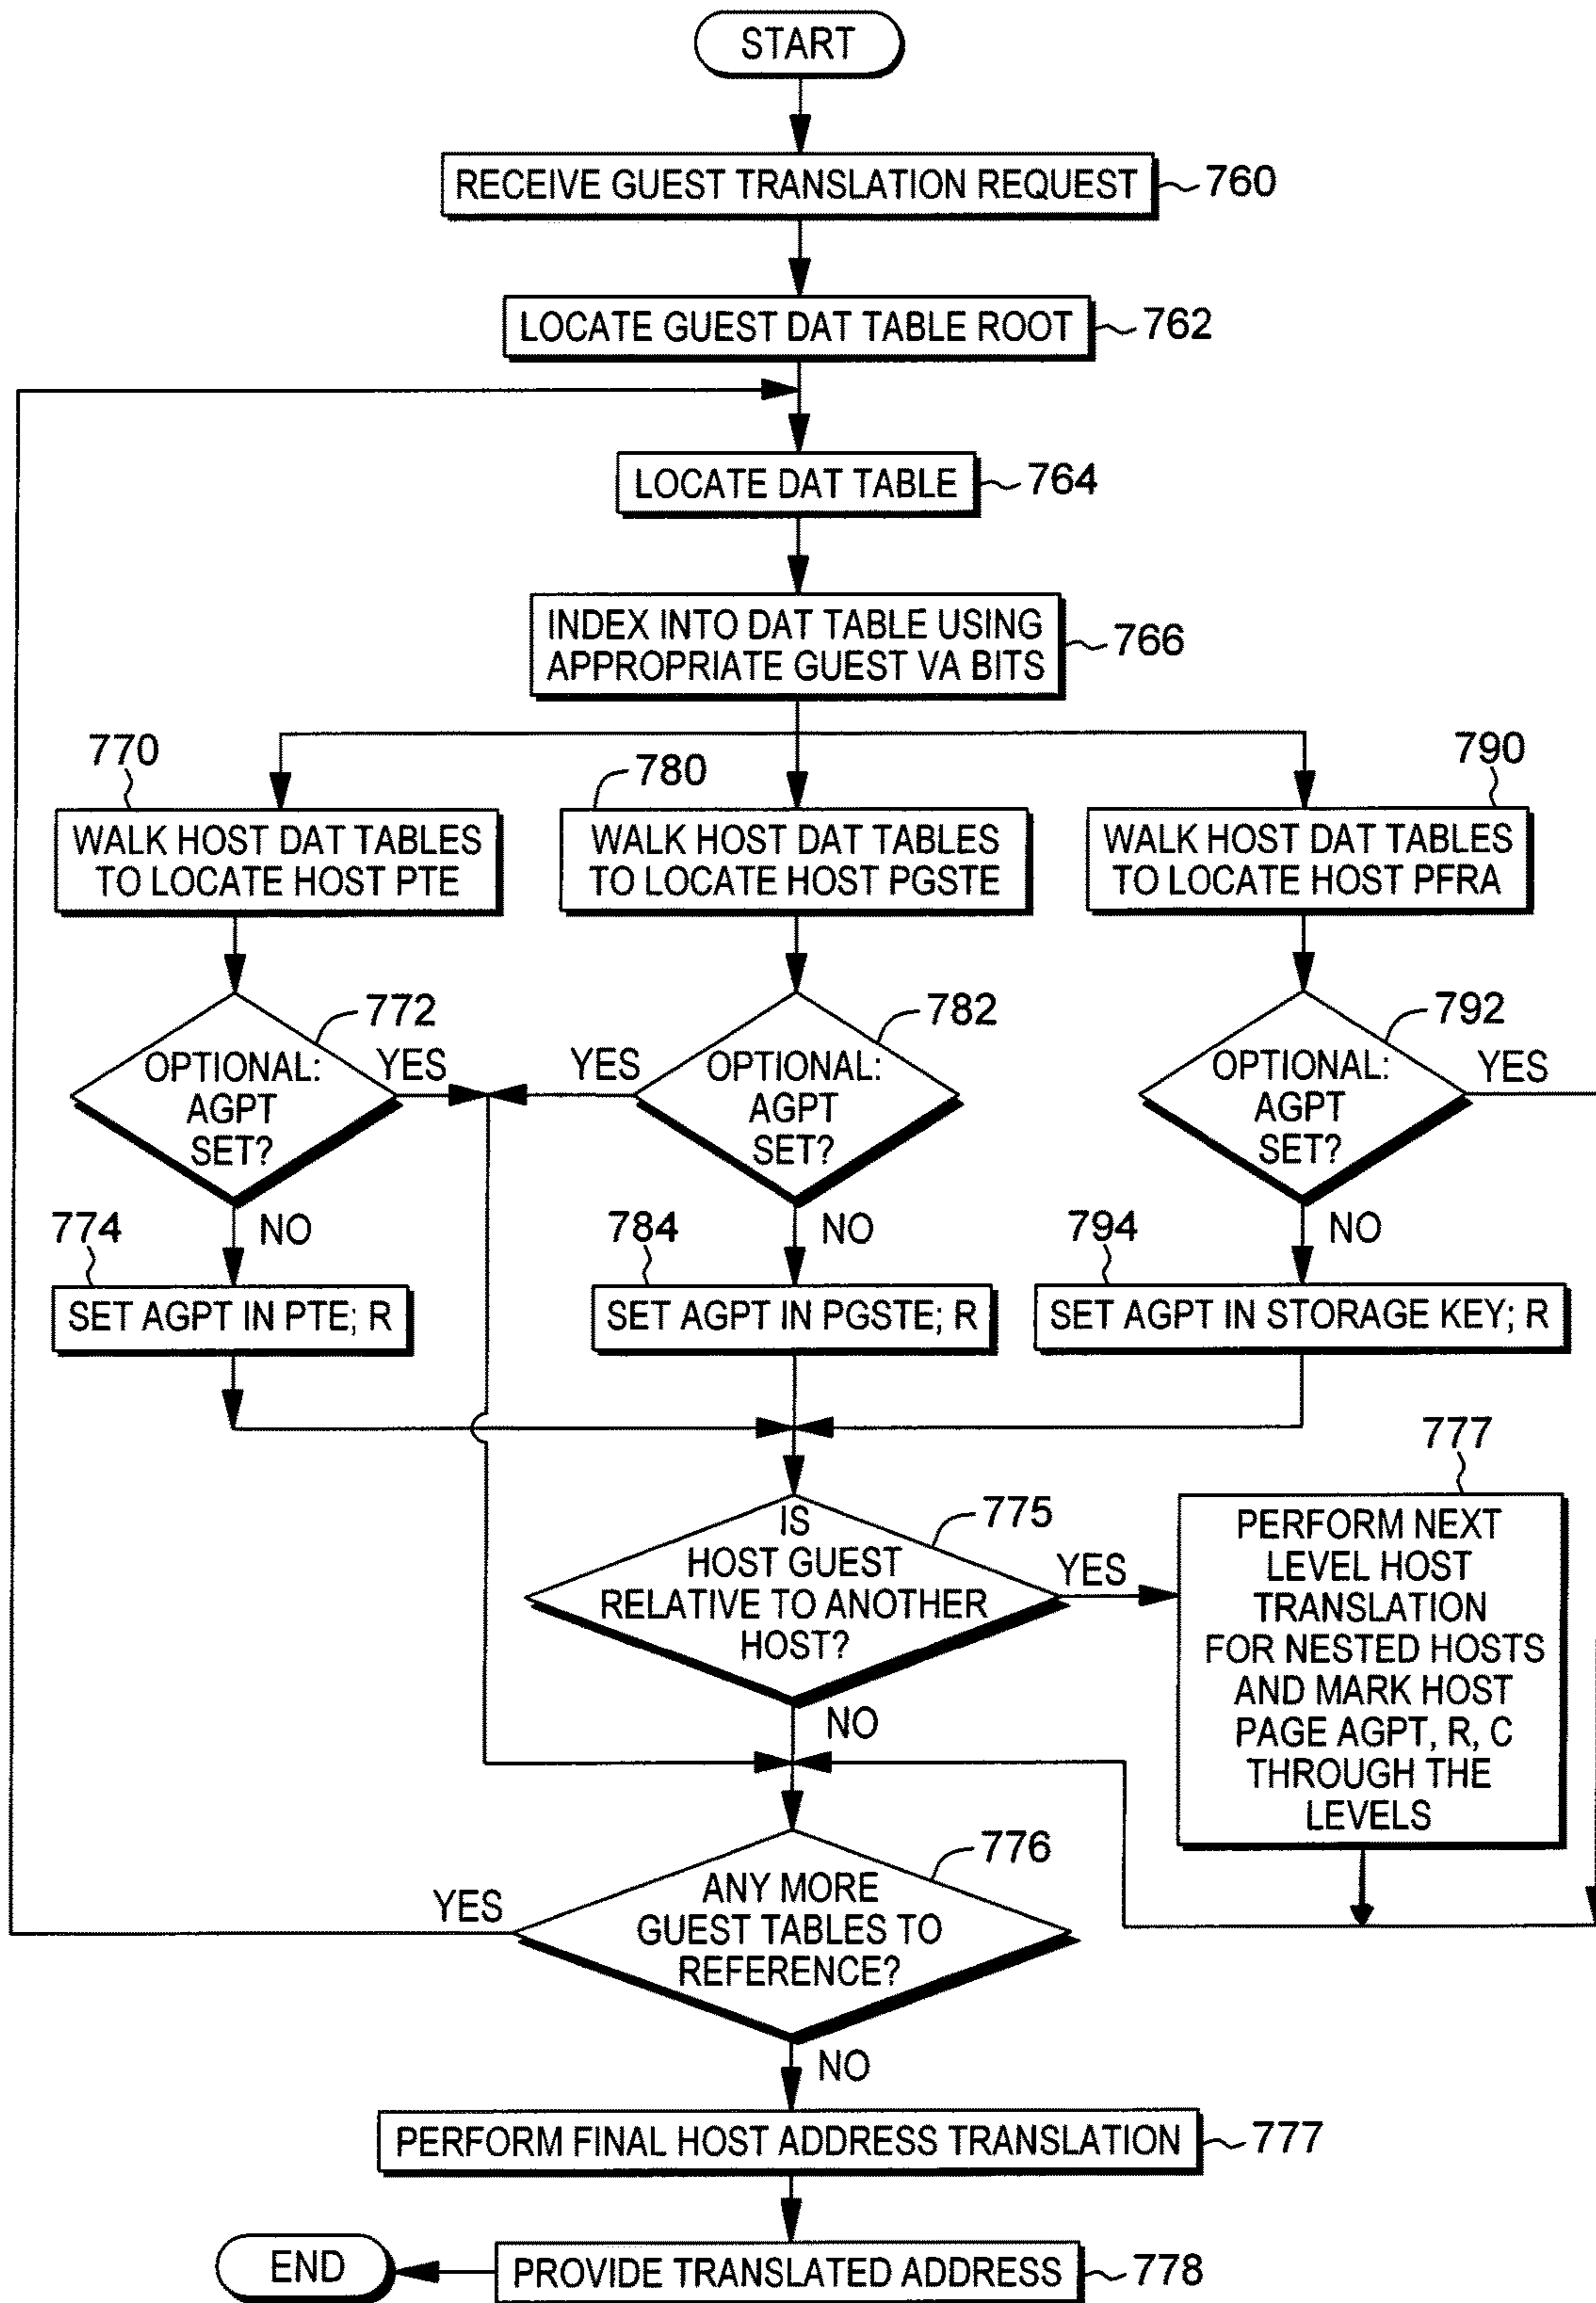 START
RECEIVE GUEST TRANSLATION REQUEST
760
LOCATE GUEST DAT TABLE ROOT
762
LOCATE DAT TABLE
764
INDEX INTO DAT TABLE USING
APPROPRIATE GUEST VA BITS
766
770
WALK HOST DAT TABLES
TO LOCATE HOST PTE
780
WALK HOST DAT TABLES
TO LOCATE HOST PGSTE
790
WALK HOST DAT TABLES
TO LOCATE HOST PFRA
772
OPTIONAL:
AGPT
SET?
YES
NO
782
OPTIONAL:
AGPT
SET?
YES
NO
792
OPTIONAL:
AGPT
SET?
YES
NO
774
SET AGPT IN PTE; R
784
SET AGPT IN PGSTE; R
794
SET AGPT IN STORAGE KEY; R
775
IS
HOST GUEST
RELATIVE TO ANOTHER
HOST?
YES
NO
777
PERFORM NEXT
LEVEL HOST
TRANSLATION
FOR NESTED HOSTS
AND MARK HOST
PAGE AGPT, R, C
THROUGH THE
LEVELS
776
ANY MORE
GUEST TABLES TO
REFERENCE?
YES
NO
PERFORM FINAL HOST ADDRESS TRANSLATION
777
PROVIDE TRANSLATED ADDRESS
778
END